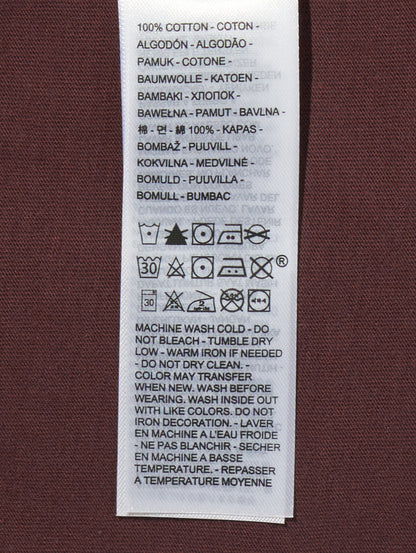 100% COTTON - COTON -
ALGODÓN - ALGODÃO -
PAMUK - COTONE -
BAUMWOLLE - KATOEN -
BAMBAKI - ХЛОПОК -
BAWEŁNA - PAMUT - BAVLNA -
棉 - 면 - 綿 100% - KAPAS -
BOMBAŽ - PUUVILL -
KOKVILNA - MEDVILNĖ -
BOMULD - PUUVILLA -
BOMULL - BUMBAC
30 ®
30
MACHINE WASH COLD - DO
NOT BLEACH - TUMBLE DRY
LOW - WARM IRON IF NEEDED
- DO NOT DRY CLEAN. -
COLOR MAY TRANSFER
WHEN NEW. WASH BEFORE
WEARING. WASH INSIDE OUT
WITH LIKE COLORS. DO NOT
IRON DECORATION. - LAVER
EN MACHINE A L'EAU FROIDE
- NE PAS BLANCHIR - SECHER
EN MACHINE A BASSE
TEMPERATURE. - REPASSER
A TEMPERATURE MOYENNE